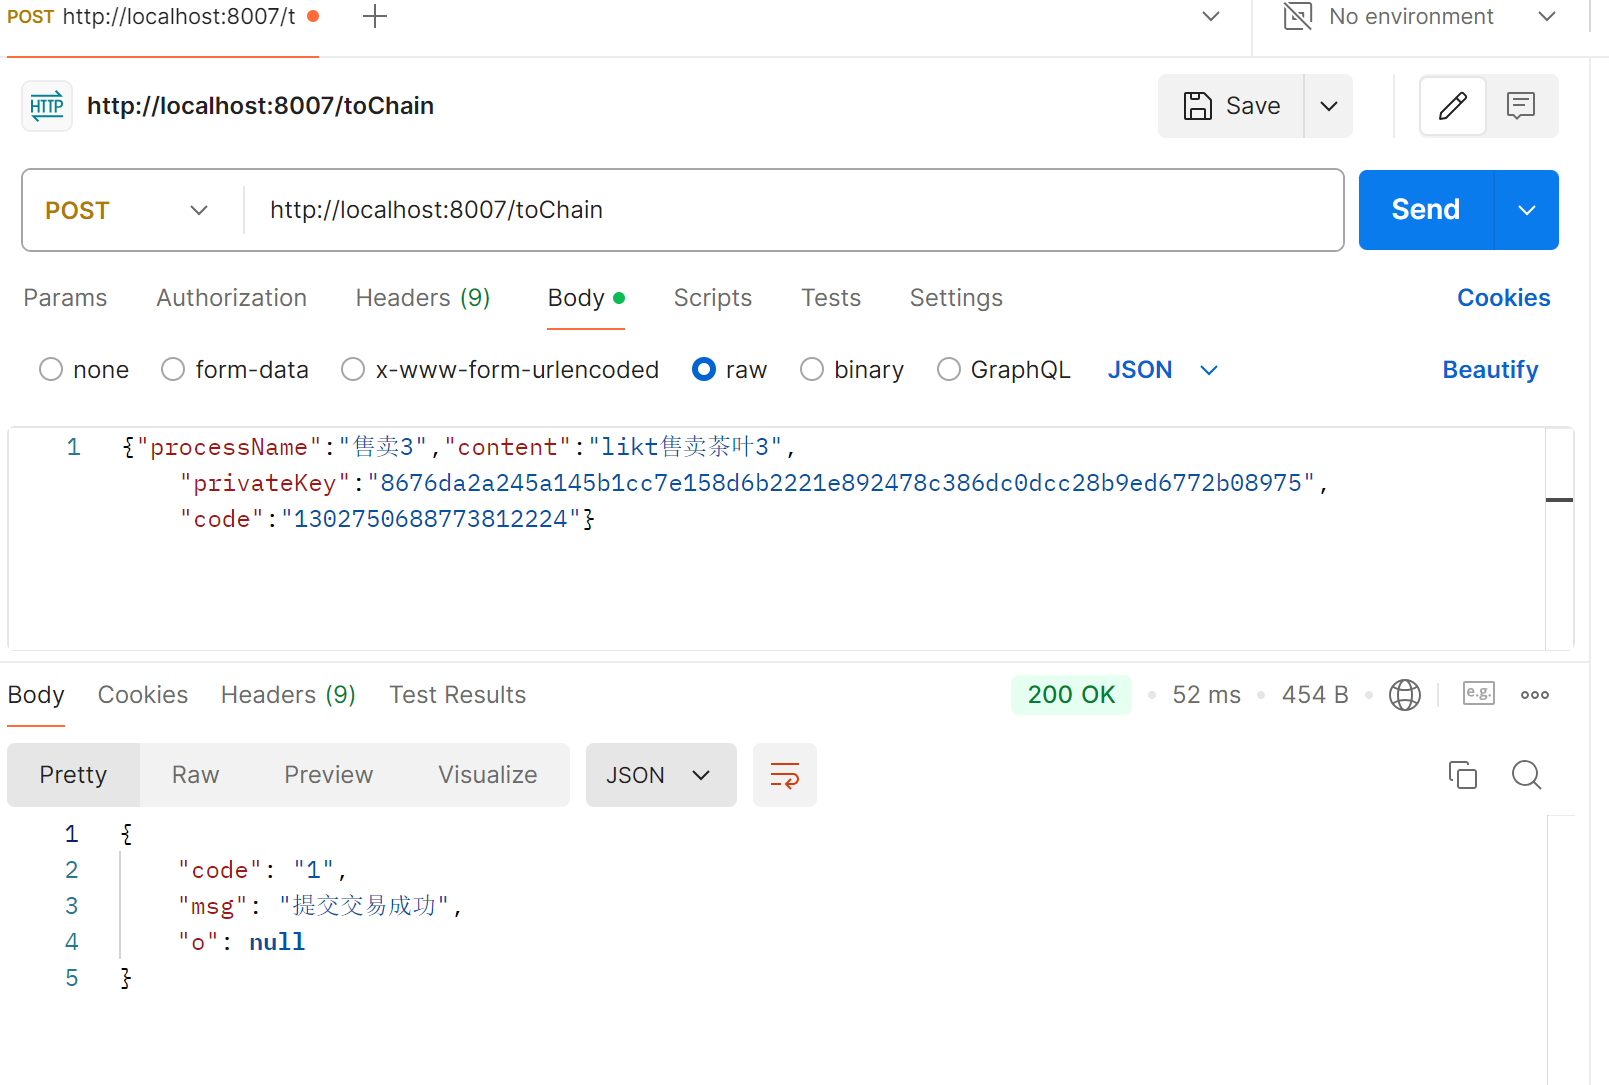 POST http://localhost:8007/t
No environment
HTTP http://localhost:8007/toChain
Save
POST http://localhost:8007/toChain
Send
Params Authorization Headers (9) Body Scripts Tests Settings Cookies
none form-data x-www-form-urlencoded raw binary GraphQL JSON Beautify
1 {"processName":"售卖3","content":"likt售卖茶叶3",
"privateKey":"8676da2a245a145b1cc7e158d6b2221e892478c386dc0dcc28b9ed6772b08975",
"code":"1302750688773812224"}
Body Cookies Headers (9) Test Results 200 OK 52 ms 454 B e.g.
Pretty Raw Preview Visualize JSON
1 {
2 "code": "1",
3 "msg": "提交交易成功",
4 "o": null
5 }